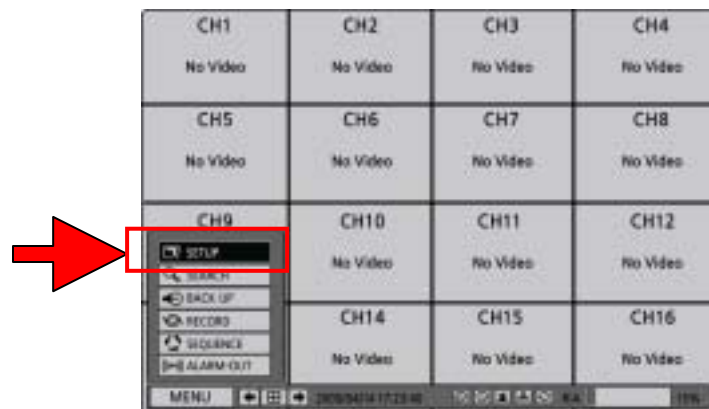 CH1 CH2 CH3 CH4
No Video No Video No Video No Video
CH5 CH6 CH7 CH8
No Video No Video No Video No Video
CH9 CH10 CH11 CH12
SETUP
No Video No Video No Video
SEARCH
BACK UP
RECORD CH14 CH15 CH16
SEQUENCE
ALARM-OUT No Video No Video No Video
MENU